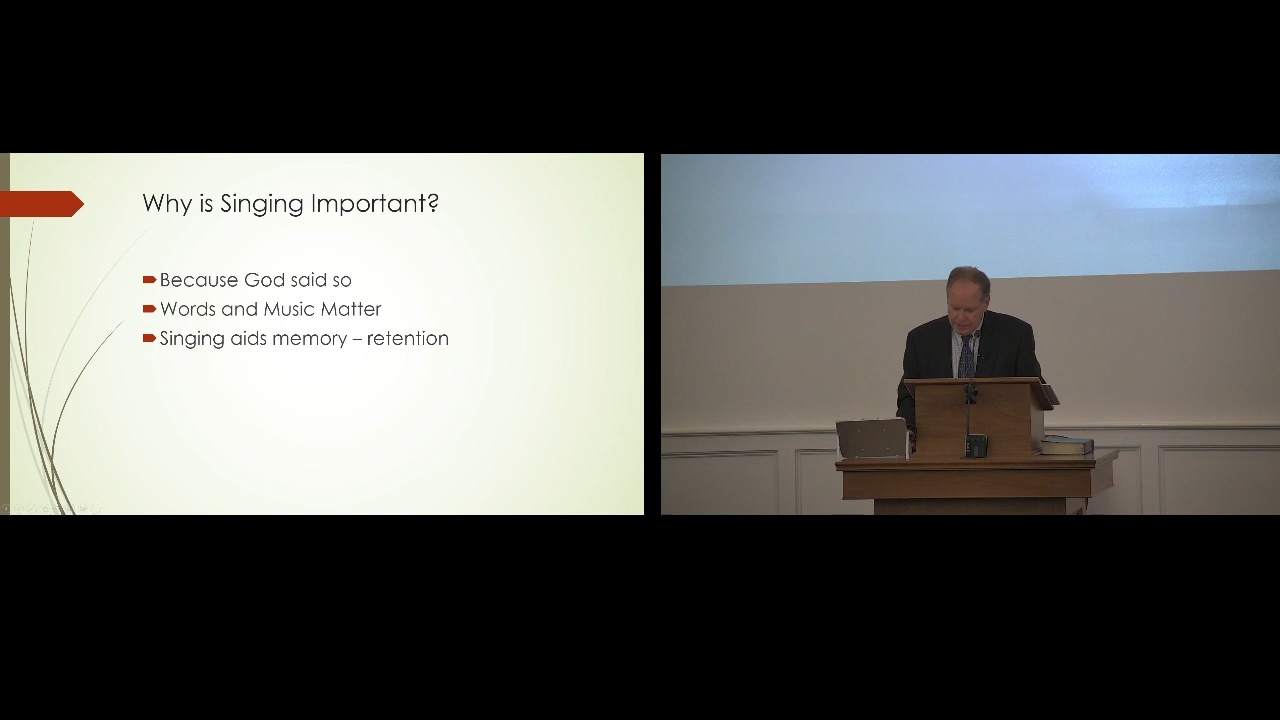 Why is Singing Important?
Because God said so
Words and Music Matter
Singing aids memory – retention